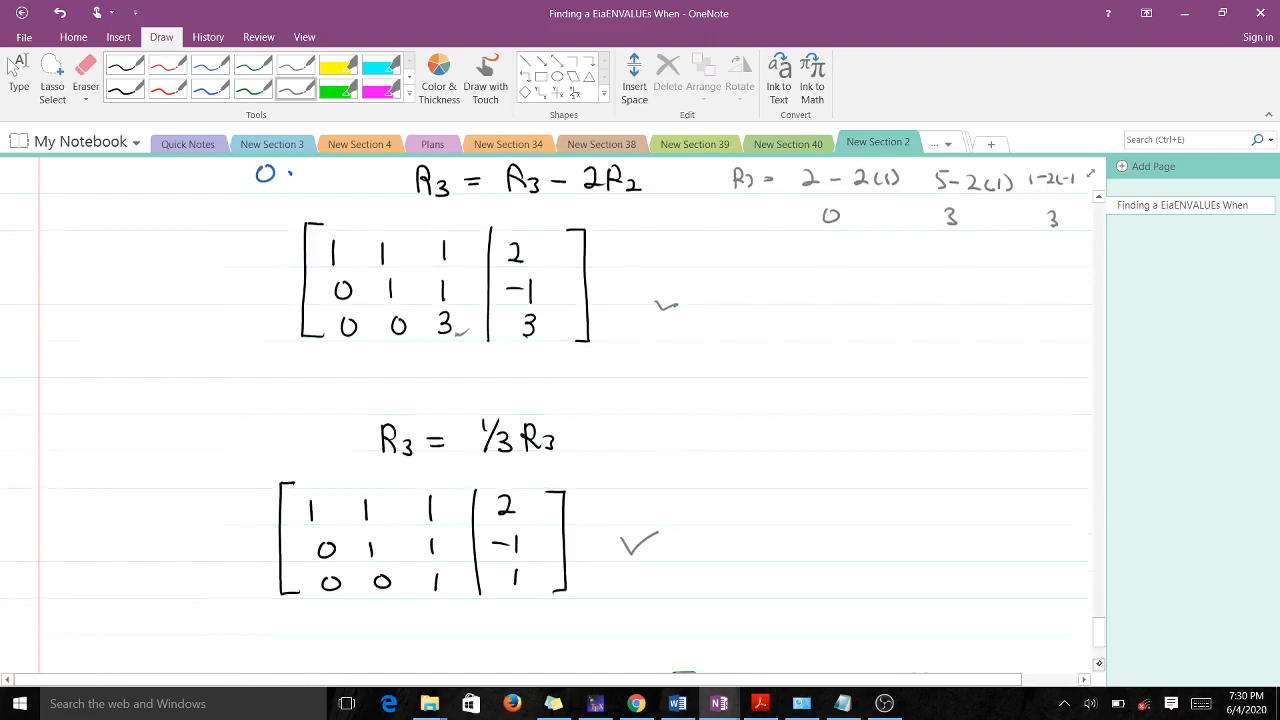 Finding a EiaENVALUES When - OneNote
Sign in
File Home Insert Draw History Review View
Type Lasso Select Eraser Color & Thickness Draw with Touch Insert Space Delete Arrange Rotate Ink to Text Ink to Math
Tools Shapes Edit Convert
My Notebook Quick Notes New Section 3 New Section 4 Plans New Section 34 New Section 38 New Section 39 New Section 40 New Section 2 ... + Search (Ctrl+E)
Add Page
Finding a EiaENVALUEs When
0. R3 = R3 - 2R2 R3 = 2 - 2(1) 5-2(1) 1-2(-1
0 3 3
1 1 1 | 2
0 1 1 | -1
0 0 3 | 3
R3 = 1/3 R3
1 1 1 | 2
0 1 1 | -1
0 0 1 | 1
Search the web and Windows
7:30 PM
6/4/2020